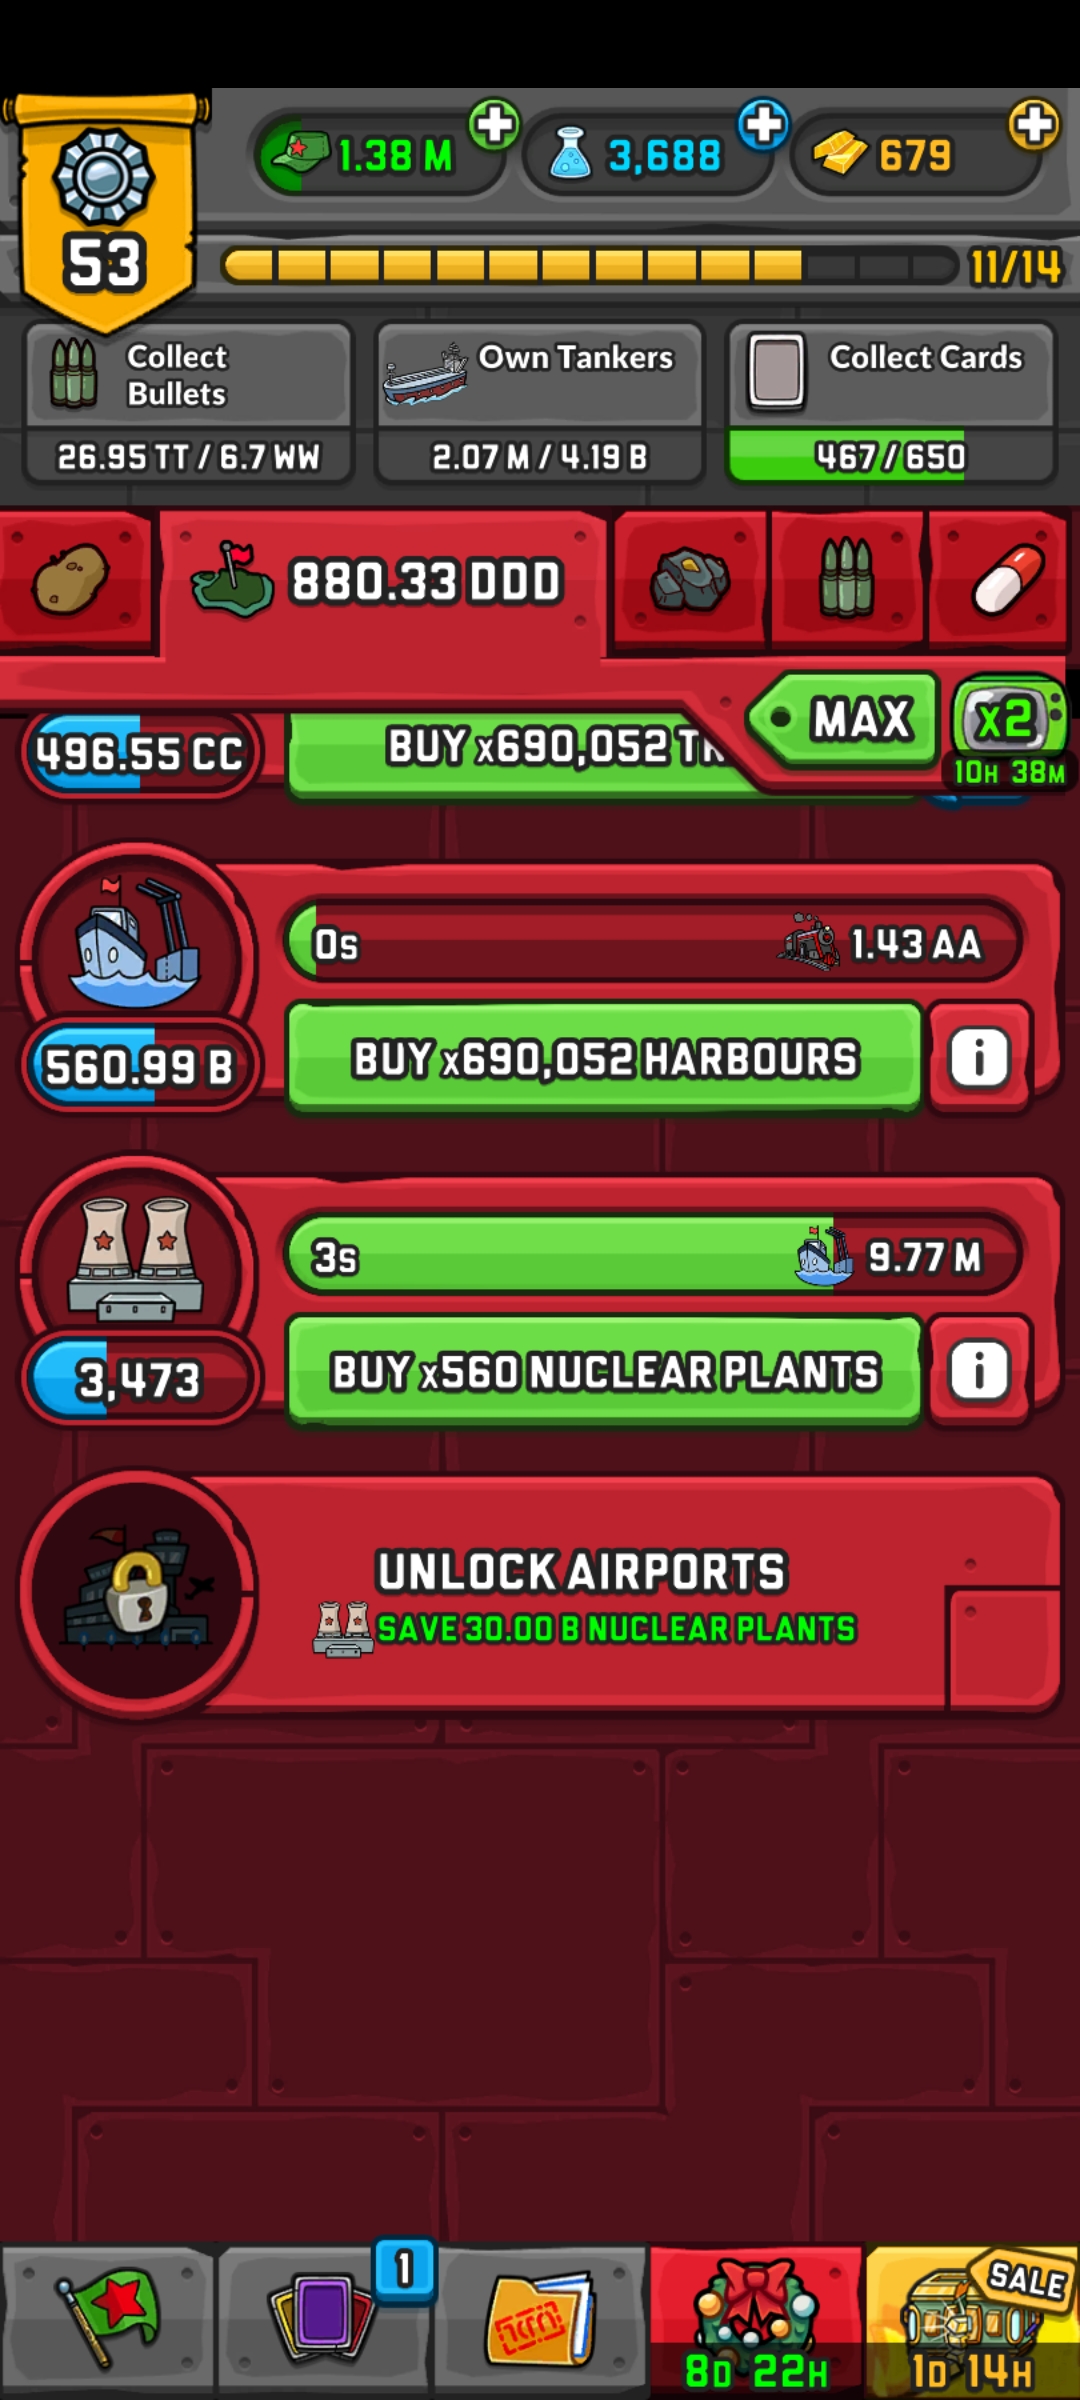 1.38 M
3,688
679
53
11/14
Collect
Bullets
26.95 TT / 6.7 WW
Own Tankers
2.07 M / 4.19 B
Collect Cards
467 / 650
880.33 DDD
MAX
x2
10H 38M
496.55 CC
BUY x690,052
0s
1.43 AA
560.99 B
BUY x690,052 HARBOURS
i
3s
9.77 M
3,473
BUY x560 NUCLEAR PLANTS
i
UNLOCK AIRPORTS
SAVE 30.00 B NUCLEAR PLANTS
1
8D 22H
SALE
1D 14H